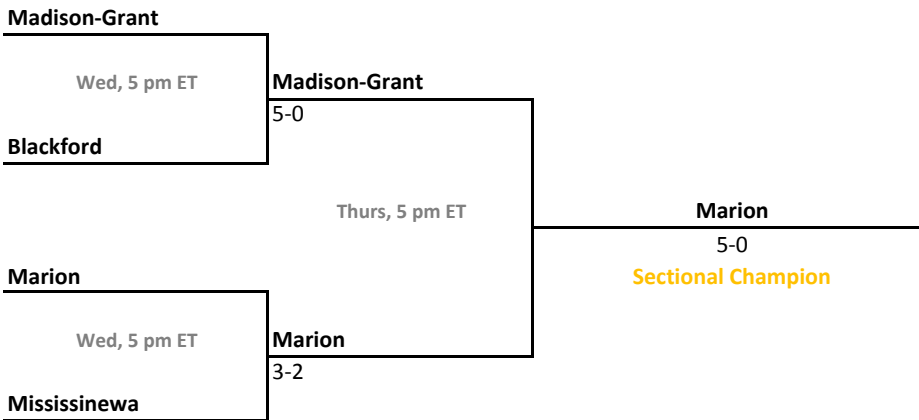 Madison-Grant
Wed, 5 pm ET
Madison-Grant
5-0
Blackford
Thurs, 5 pm ET
Marion
5-0
Sectional Champion
Marion
Wed, 5 pm ET
Marion
3-2
Mississinewa